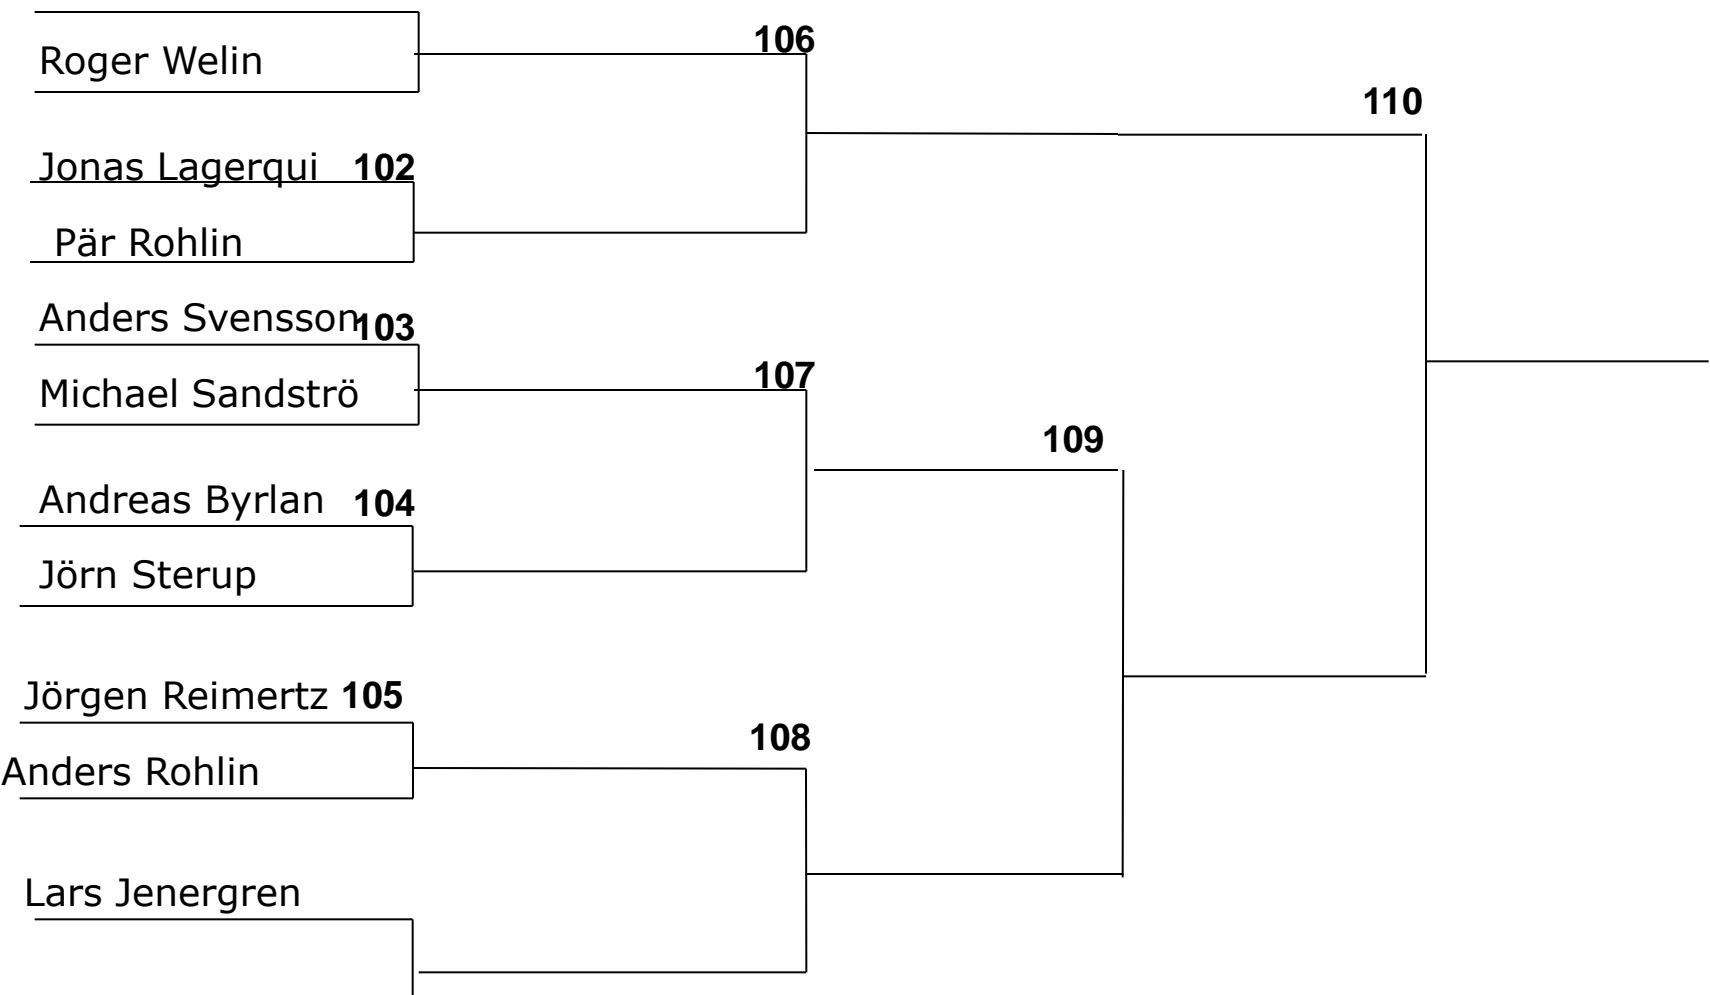 106
Roger Welin
110
Jonas Lagerqui 102
Pär Rohlin
Anders Svensson 103
Michael Sandströ
107
109
Andreas Byrlan 104
Jörn Sterup
Jörgen Reimertz 105
108
Anders Rohlin
Lars Jenergren